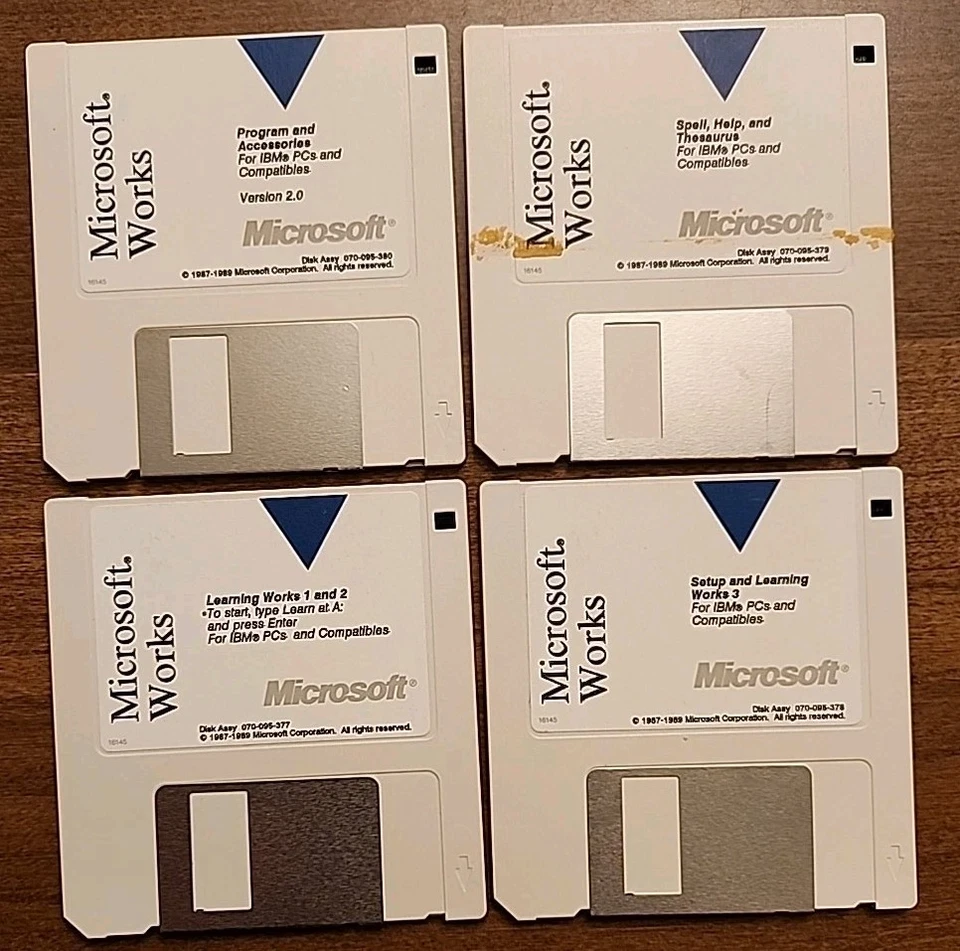 Microsoft®
Works
Program and
Accessories
For IBM® PCs and
Compatibles
Version 2.0
Microsoft®
Disk Assy 070-095-380
© 1987-1989 Microsoft Corporation. All rights reserved.
16145
Microsoft®
Works
Spell, Help, and
Thesaurus
For IBM® PCs and
Compatibles
Microsoft®
Disk Assy 070-095-379
© 1987-1989 Microsoft Corporation. All rights reserved.
16145
Microsoft®
Works
Learning Works 1 and 2
•To start, type Learn at A:
and press Enter
For IBM® PCs and Compatibles
Microsoft®
Disk Assy 070-095-377
© 1987-1989 Microsoft Corporation. All rights reserved.
16145
Microsoft®
Works
Setup and Learning
Works 3
For IBM® PCs and
Compatibles
Microsoft®
Disk Assy 070-095-378
© 1987-1989 Microsoft Corporation. All rights reserved.
16145